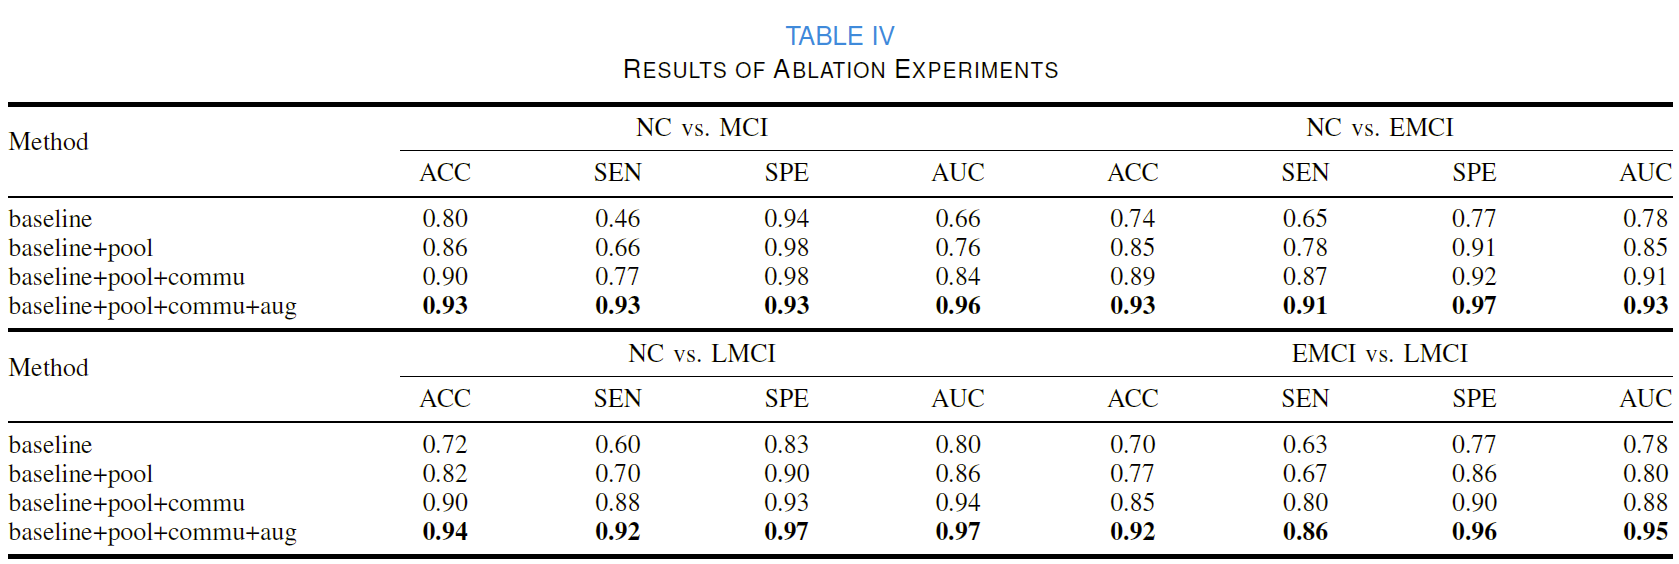 TABLE IV
RESULTS OF ABLATION EXPERIMENTS
Method NC vs. MCI NC vs. EMCI
ACC SEN SPE AUC ACC SEN SPE AUC
baseline 0.80 0.46 0.94 0.66 0.74 0.65 0.77 0.78
baseline+pool 0.86 0.66 0.98 0.76 0.85 0.78 0.91 0.85
baseline+pool+commu 0.90 0.77 0.98 0.84 0.89 0.87 0.92 0.91
baseline+pool+commu+aug 0.93 0.93 0.93 0.96 0.93 0.91 0.97 0.93
Method NC vs. LMCI EMCI vs. LMCI
ACC SEN SPE AUC ACC SEN SPE AUC
baseline 0.72 0.60 0.83 0.80 0.70 0.63 0.77 0.78
baseline+pool 0.82 0.70 0.90 0.86 0.77 0.67 0.86 0.80
baseline+pool+commu 0.90 0.88 0.93 0.94 0.85 0.80 0.90 0.88
baseline+pool+commu+aug 0.94 0.92 0.97 0.97 0.92 0.86 0.96 0.95